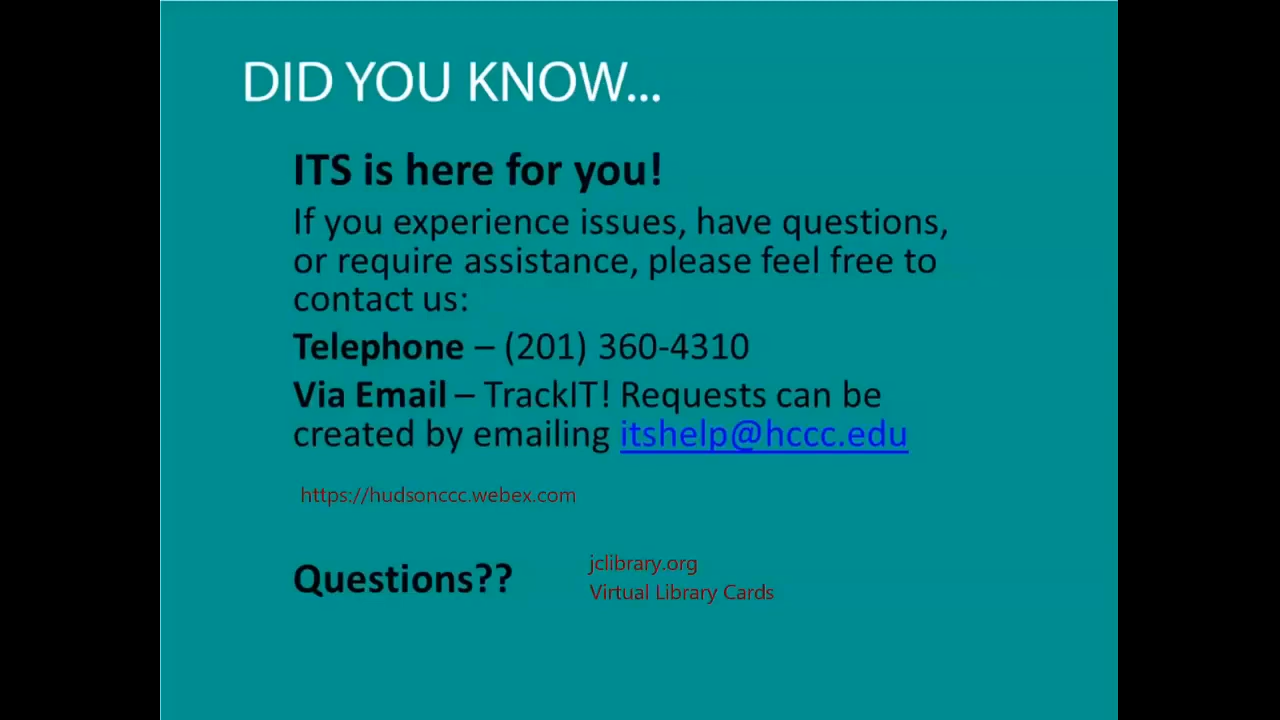 DID YOU KNOW...
ITS is here for you!
If you experience issues, have questions,
or require assistance, please feel free to
contact us:
Telephone – (201) 360-4310
Via Email – TrackIT! Requests can be
created by emailing itshelp@hccc.edu
https://hudsonccc.webex.com
jclibrary.org
Questions??
Virtual Library Cards